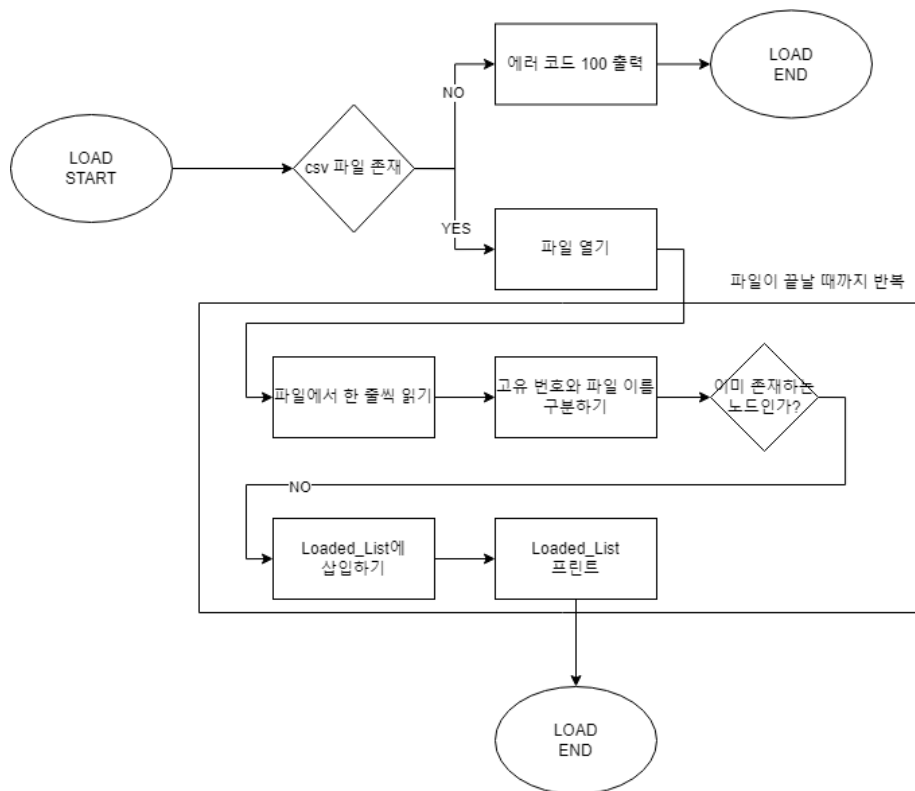 LOAD
START
csv 파일 존재
NO
에러 코드 100 출력
LOAD
END
YES
파일 열기
파일이 끝날 때까지 반복
파일에서 한 줄씩 읽기
고유 번호와 파일 이름
구분하기
이미 존재하는
노드인가?
NO
Loaded_List에
삽입하기
Loaded_List
프린트
LOAD
END